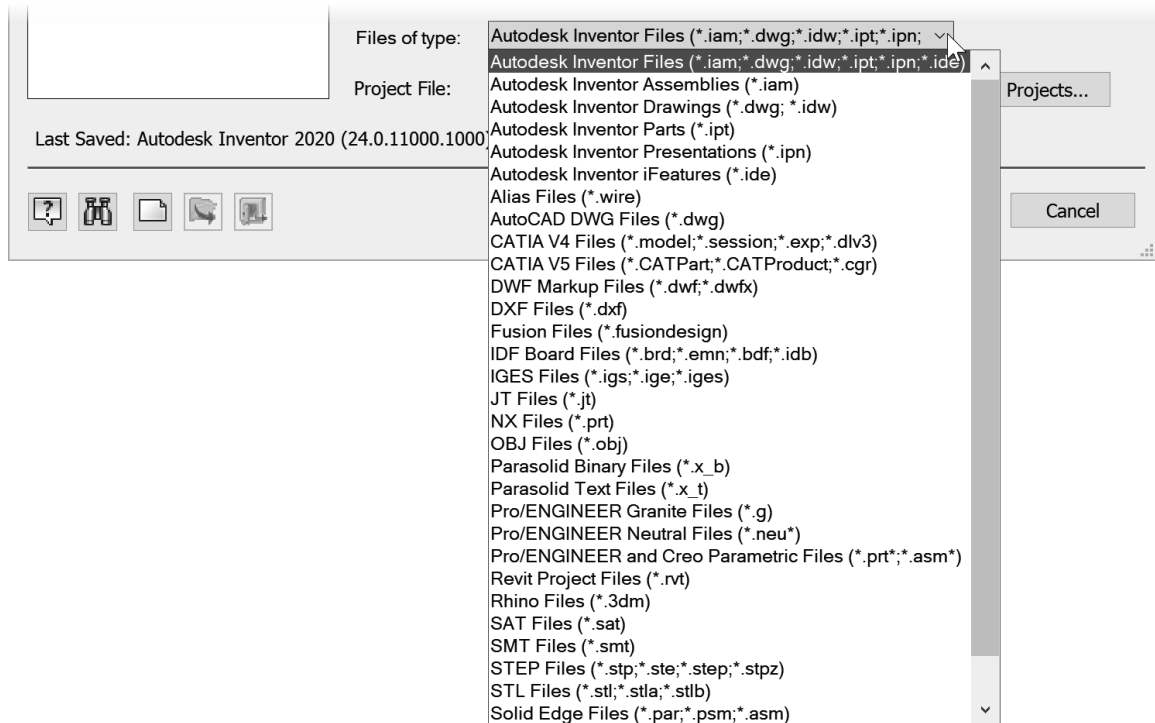 Files of type:
Autodesk Inventor Files (*.iam;*.dwg;*.idw;*.ipt;*.ipn;
Autodesk Inventor Files (*.iam;*.dwg;*.idw;*.ipt;*.ipn;*.ide)
Project File:
Projects...
Autodesk Inventor Assemblies (*.iam)
Autodesk Inventor Drawings (*.dwg; *.idw)
Last Saved: Autodesk Inventor 2020 (24.0.11000.1000)
Autodesk Inventor Parts (*.ipt)
Autodesk Inventor Presentations (*.ipn)
Autodesk Inventor iFeatures (*.ide)
Alias Files (*.wire)
AutoCAD DWG Files (*.dwg)
Cancel
CATIA V4 Files (*.model;*.session;*.exp;*.dlv3)
CATIA V5 Files (*.CATPart;*.CATProduct;*.cgr)
DWF Markup Files (*.dwf;*.dwfx)
DXF Files (*.dxf)
Fusion Files (*.fusiondesign)
IDF Board Files (*.brd;*.emn;*.bdf;*.idb)
IGES Files (*.igs;*.ige;*.iges)
JT Files (*.jt)
NX Files (*.prt)
OBJ Files (*.obj)
Parasolid Binary Files (*.x_b)
Parasolid Text Files (*.x_t)
Pro/ENGINEER Granite Files (*.g)
Pro/ENGINEER Neutral Files (*.neu*)
Pro/ENGINEER and Creo Parametric Files (*.prt*;*.asm*)
Revit Project Files (*.rvt)
Rhino Files (*.3dm)
SAT Files (*.sat)
SMT Files (*.smt)
STEP Files (*.stp;*.ste;*.step;*.stpz)
STL Files (*.stl;*.stla;*.stlb)
Solid Edge Files (*.par;*.psm;*.asm)